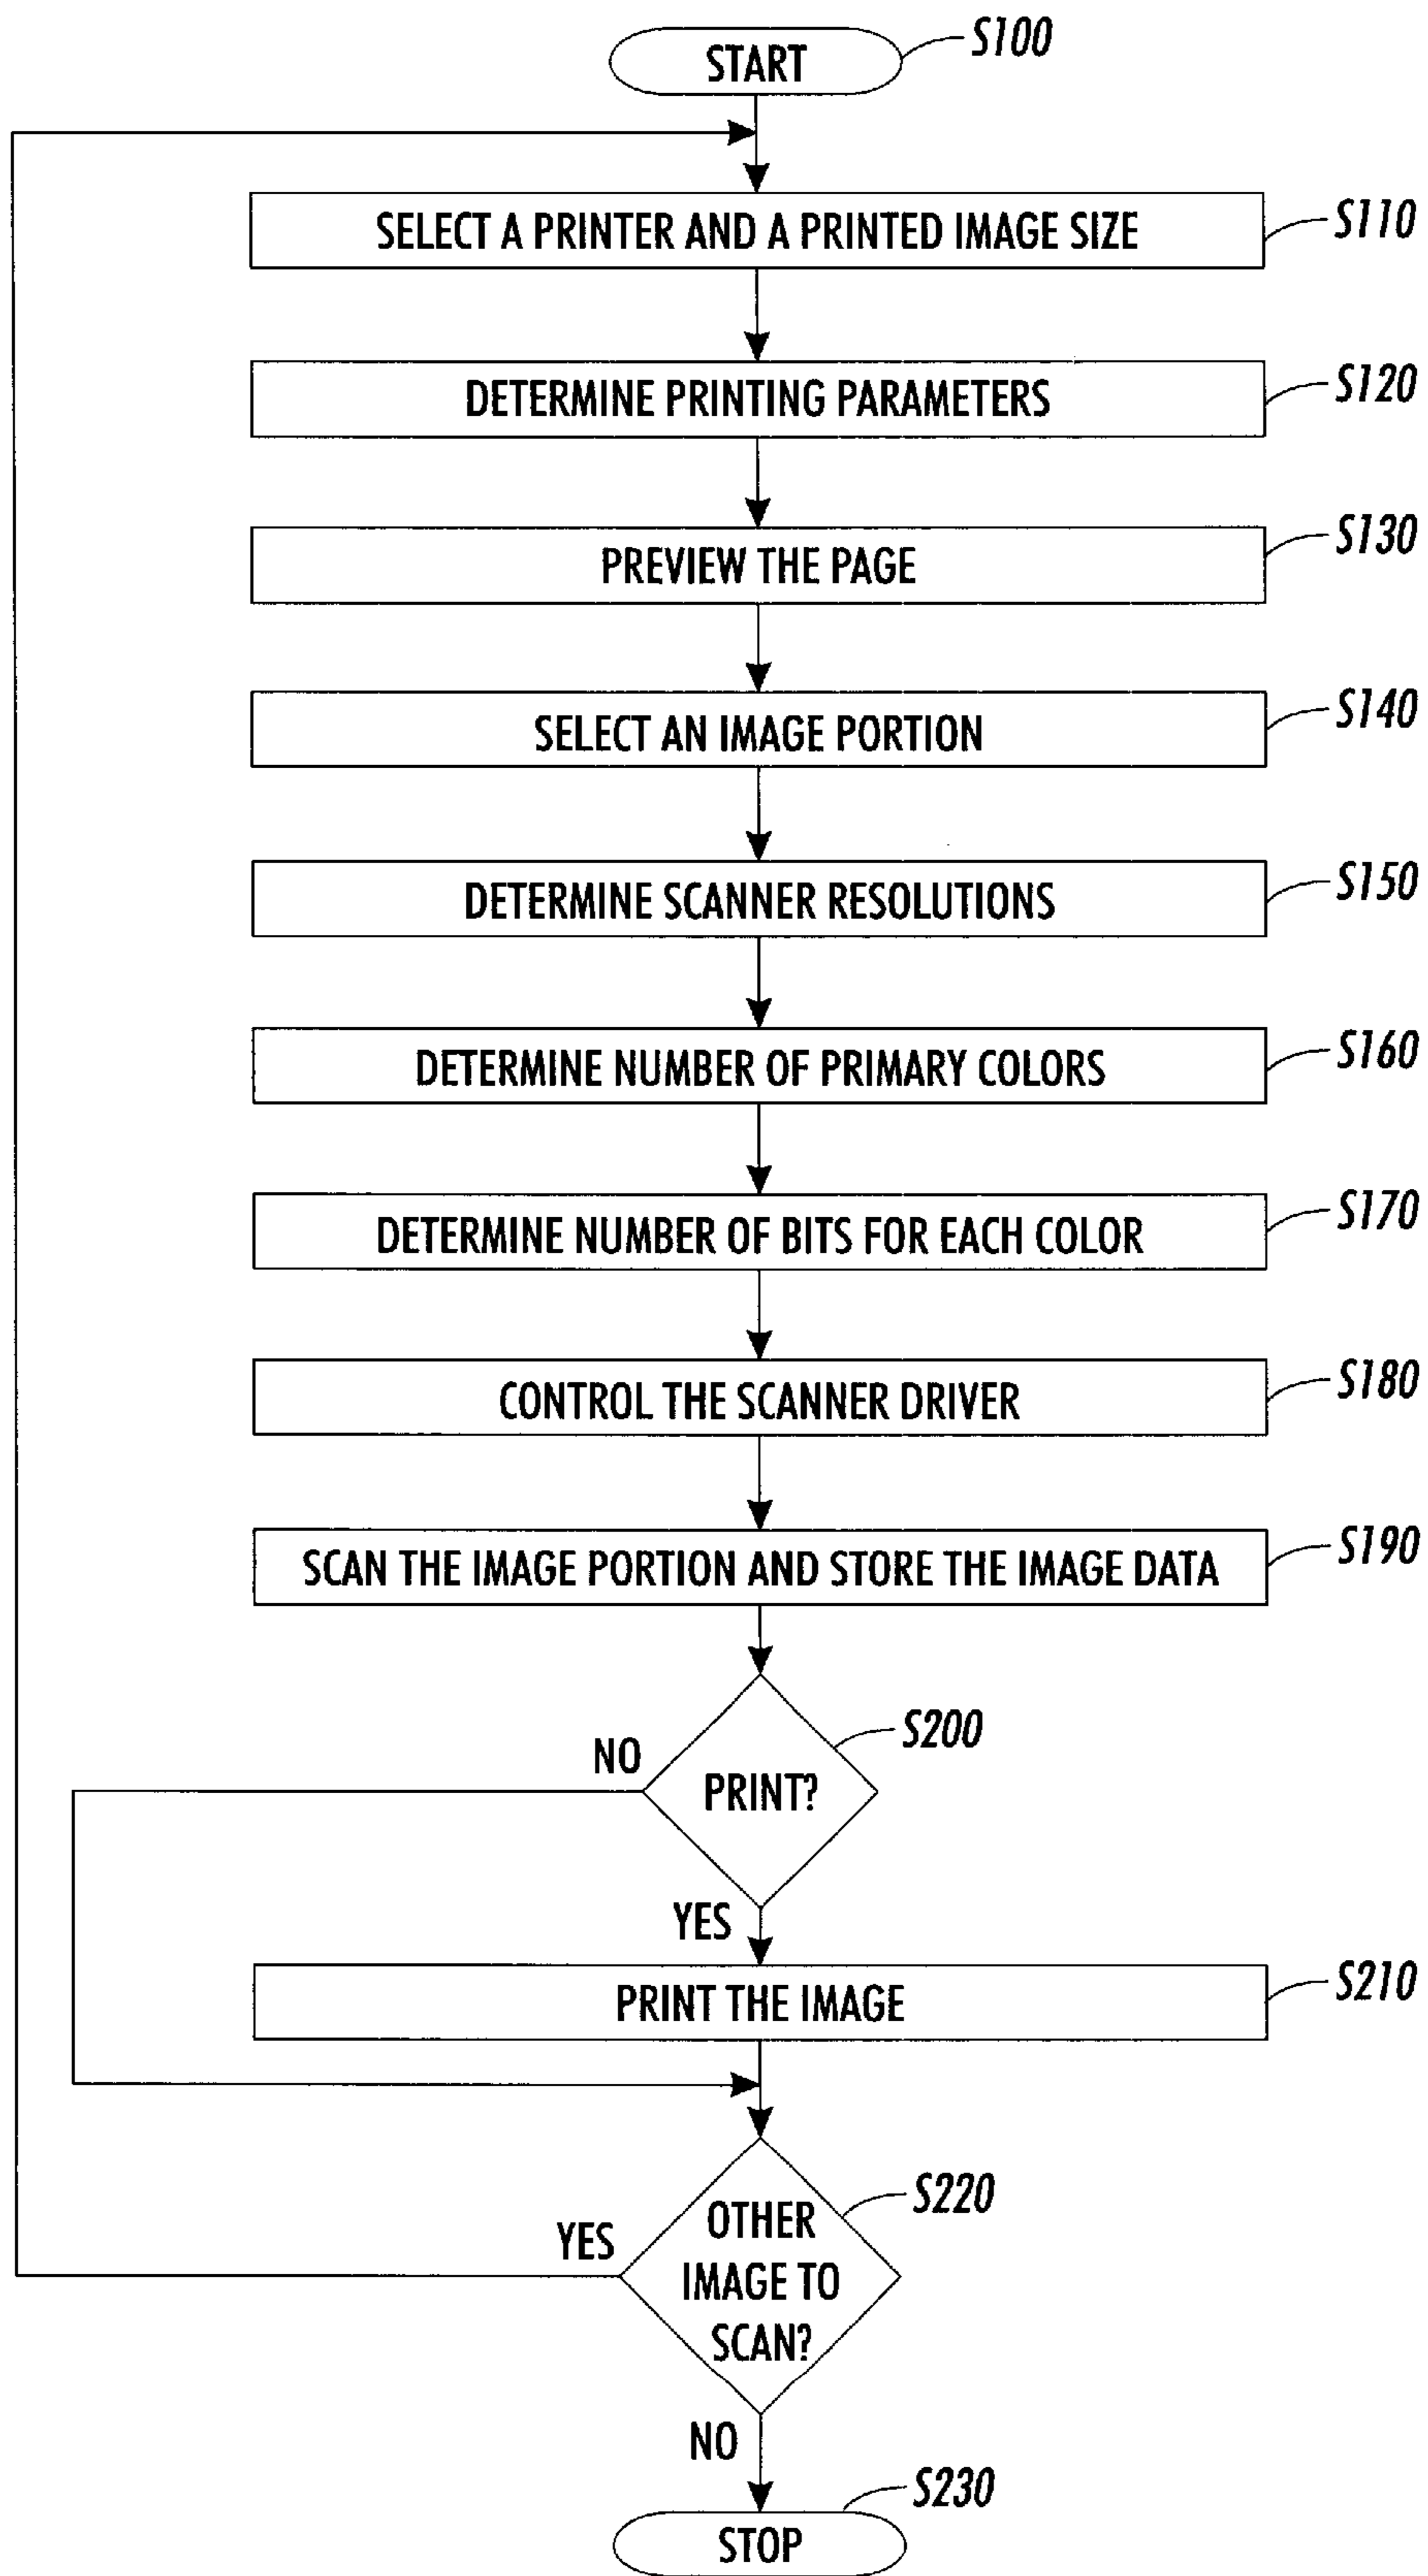 START
S100
SELECT A PRINTER AND A PRINTED IMAGE SIZE
S110
DETERMINE PRINTING PARAMETERS
S120
PREVIEW THE PAGE
S130
SELECT AN IMAGE PORTION
S140
DETERMINE SCANNER RESOLUTIONS
S150
DETERMINE NUMBER OF PRIMARY COLORS
S160
DETERMINE NUMBER OF BITS FOR EACH COLOR
S170
CONTROL THE SCANNER DRIVER
S180
SCAN THE IMAGE PORTION AND STORE THE IMAGE DATA
S190
S200
NO
PRINT?
YES
PRINT THE IMAGE
S210
S220
YES
OTHER
IMAGE TO
SCAN?
NO
S230
STOP